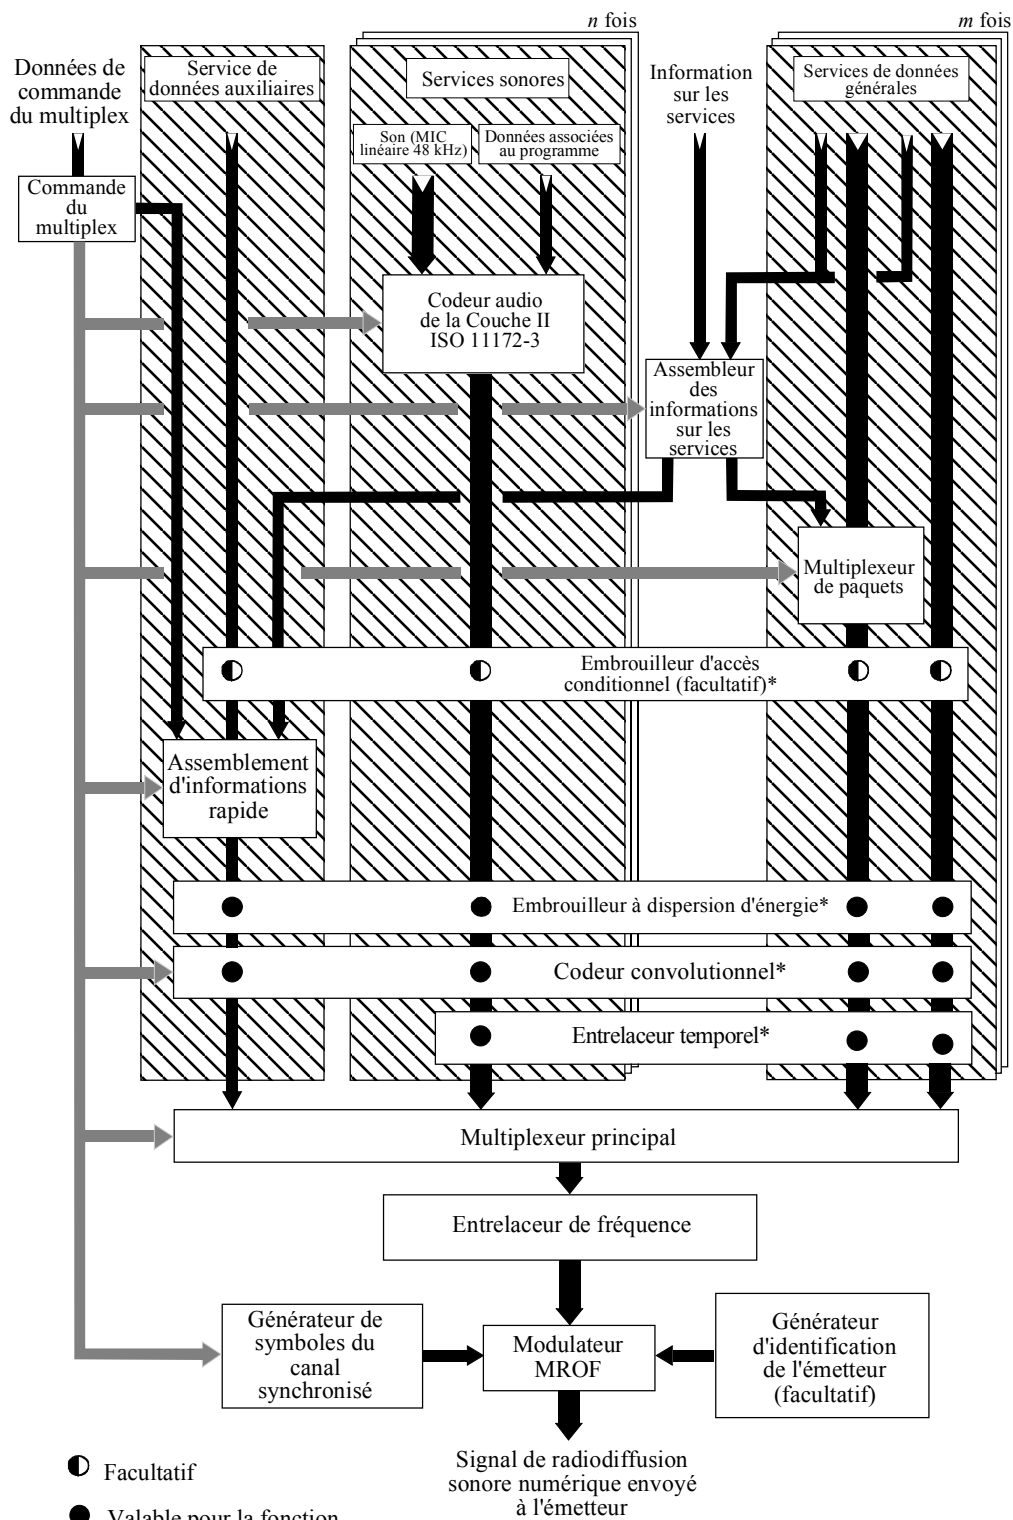 n fois
m fois
Données de
commande
du multiplex
Service de
données auxiliaires
Services sonores
Information
sur les
services
Services de données
générales
Son (MIC
linéaire 48 kHz)
Données associées
au programme
Commande
du
multiplex
Codeur audio
de la Couche II
ISO 11172-3
Assembleur
des
informations
sur les
services
Multiplexeur
de paquets
Embrouilleur d'accès
conditionnel (facultatif)*
Assemblement
d'informations
rapide
Embrouilleur à dispersion d'énergie*
Codeur convolutionnel*
Entrelaceur temporel*
Multiplexeur principal
Entrelaceur de fréquence
Générateur de
symboles du
canal
synchronisé
Modulateur
MROF
Générateur
d'identification
de l'émetteur
(facultatif)
Signal de radiodiffusion
sonore numérique envoyé
à l'émetteur
Facultatif
Valable pour la fonction